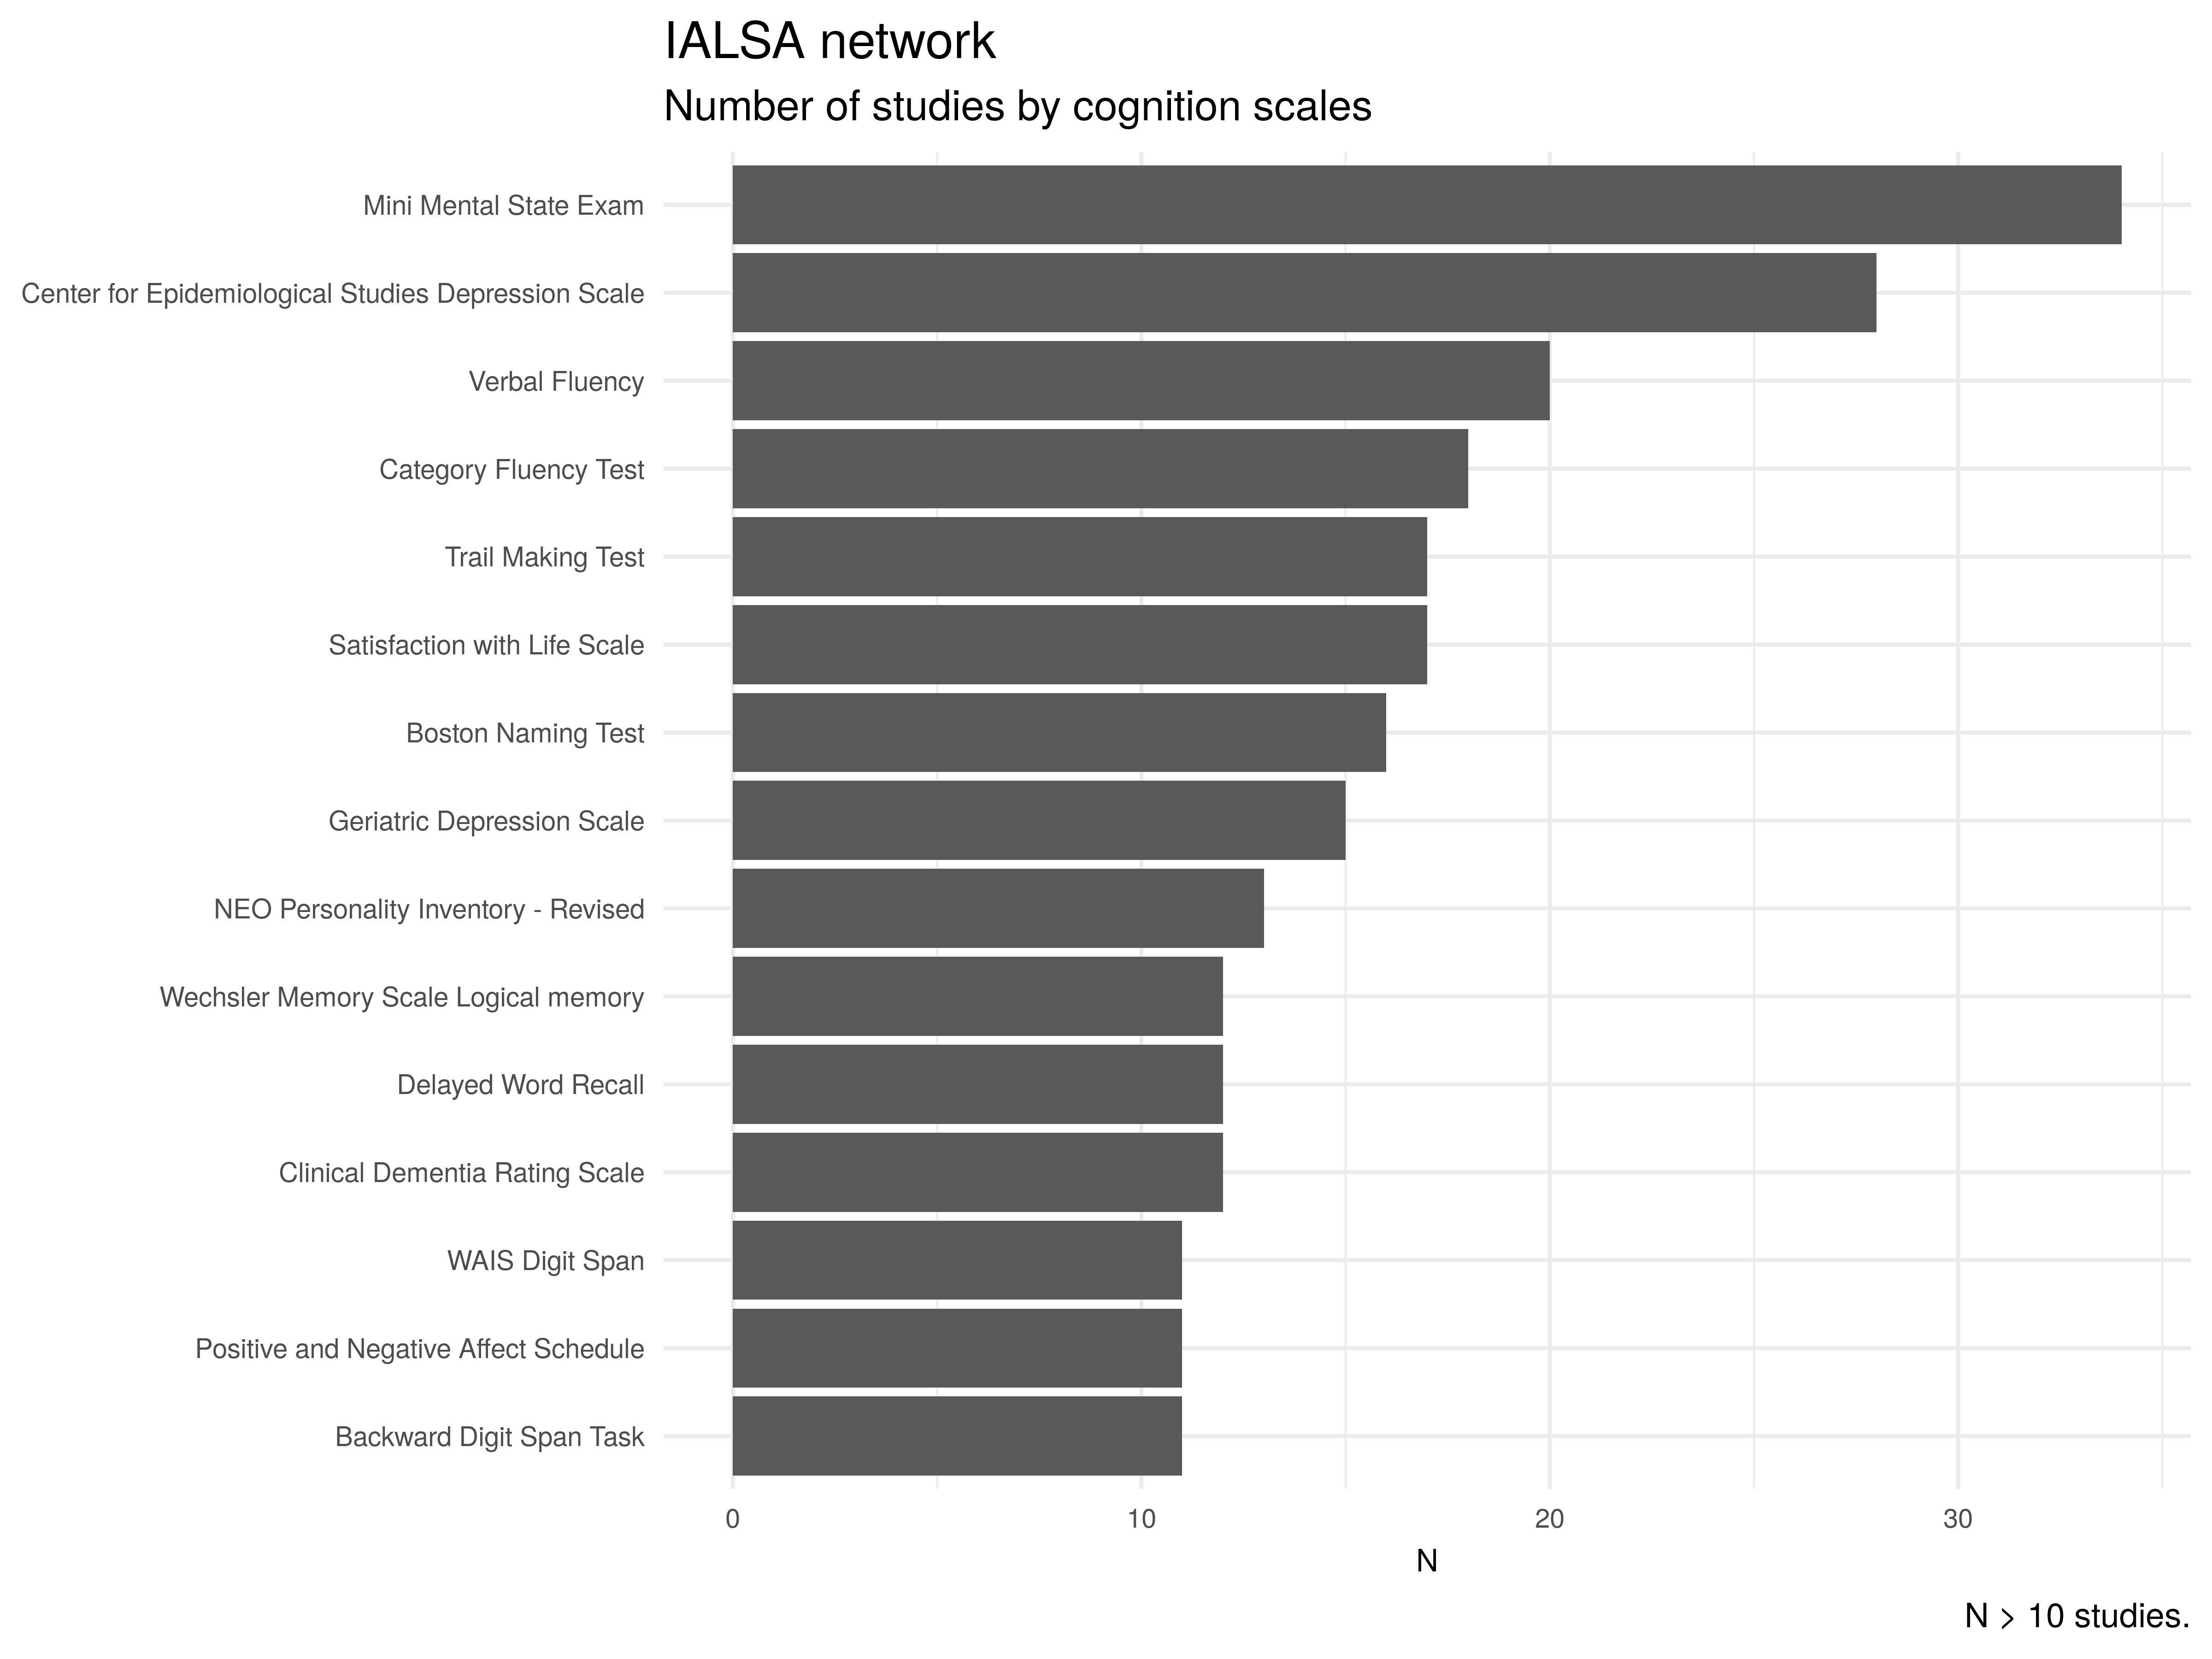 IALSA network
Number of studies by cognition scales
Mini Mental State Exam
Center for Epidemiological Studies Depression Scale
Verbal Fluency
Category Fluency Test
Trail Making Test
Satisfaction with Life Scale
Boston Naming Test
Geriatric Depression Scale
NEO Personality Inventory - Revised
Wechsler Memory Scale Logical memory
Delayed Word Recall
Clinical Dementia Rating Scale
WAIS Digit Span
Positive and Negative Affect Schedule
Backward Digit Span Task
0 10 20 30
N
N > 10 studies.